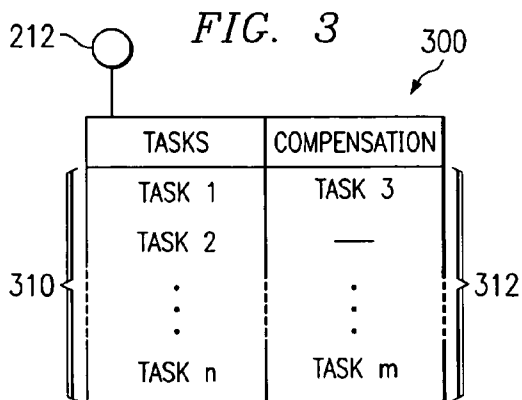 212
FIG. 3
300
TASKS COMPENSATION
TASK 1 TASK 3
TASK 2 —
310
312
TASK n TASK m